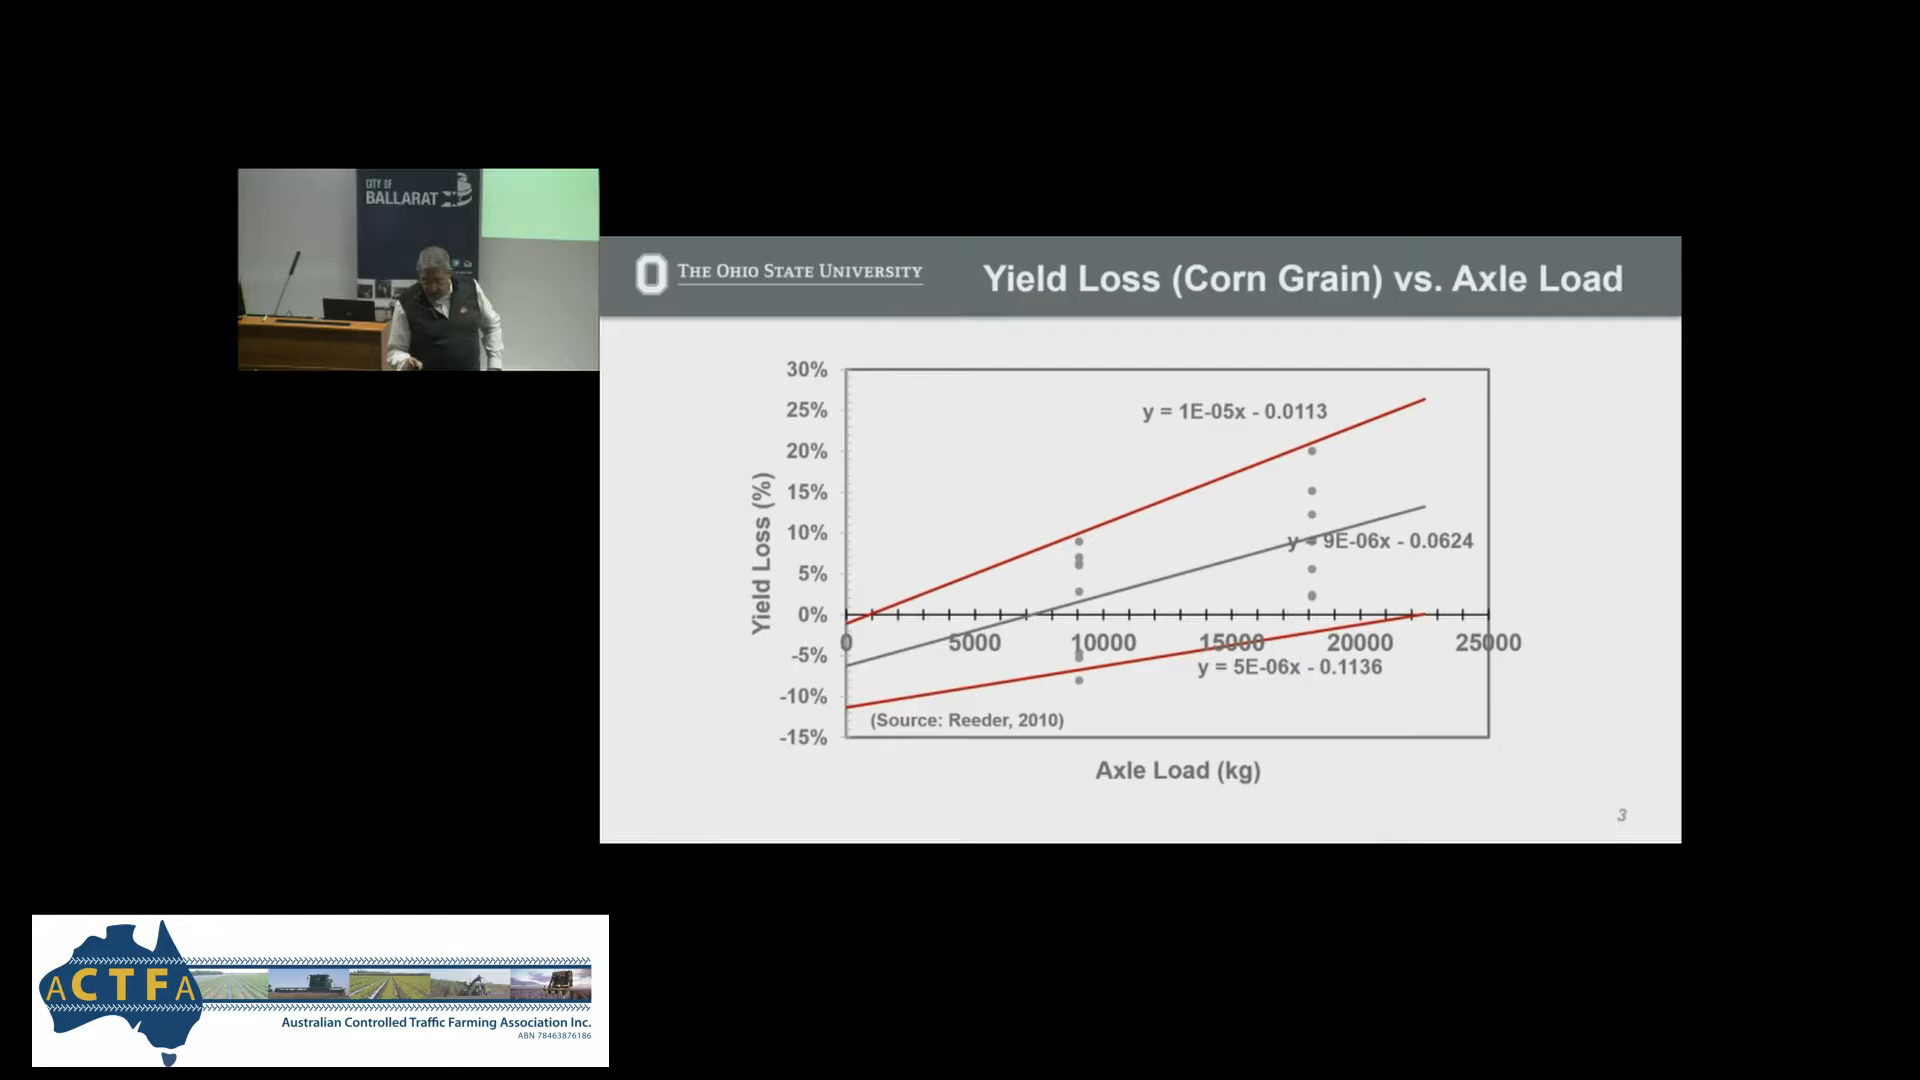 CITY OF
BALLARAT
THE OHIO STATE UNIVERSITY
Yield Loss (Corn Grain) vs. Axle Load
30%
25%
20%
15%
10%
5%
0%
-5%
-10%
-15%
Yield Loss (%)
y = 1E-05x - 0.0113
y = 9E-06x - 0.0624
0 5000 10000 15000 20000 25000
y = 5E-06x - 0.1136
(Source: Reeder, 2010)
Axle Load (kg)
3
ACTFA
Australian Controlled Traffic Farming Association Inc.
ABN 78463876186